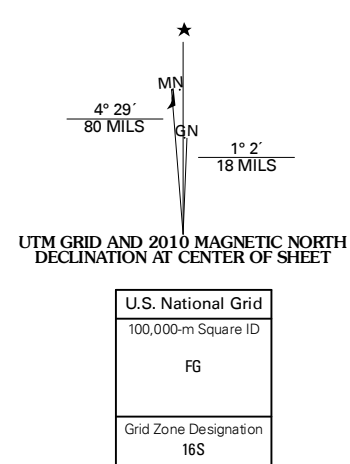 MN
4° 29´
80 MILS
GN
1° 2´
18 MILS
UTM GRID AND 2010 MAGNETIC NORTH
DECLINATION AT CENTER OF SHEET
U.S. National Grid
100,000-m Square ID
FG
Grid Zone Designation
16S